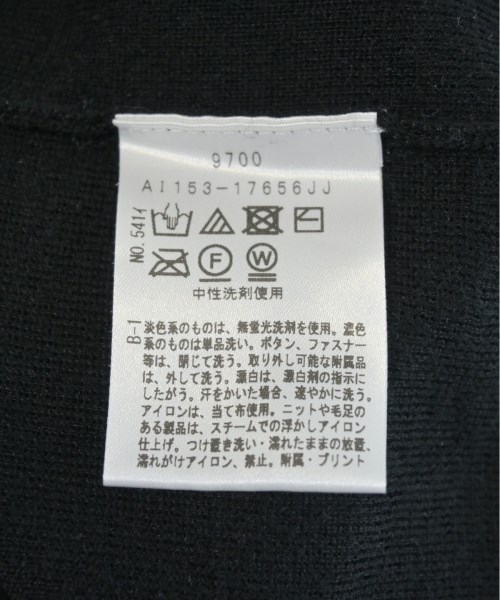 9700
AI153-17656JJ
NO.541イ
F W
中性洗剤使用
B-1
淡色系のものは、無蛍光洗剤を使用。濃色
系のものは単品洗い。ボタン、ファスナー
等は、閉じて洗う。取り外し可能な附属品
は、外して洗う。漂白は、漂白剤の指示に
したがう。汗をかいた場合、速やかに洗う。
アイロンは、当て布使用。ニットや毛足の
ある製品は、スチームでの浮かしアイロン
仕上げ。つけ置き洗い・濡れたままの放置、
濡れがけアイロン、禁止。附属・プリント